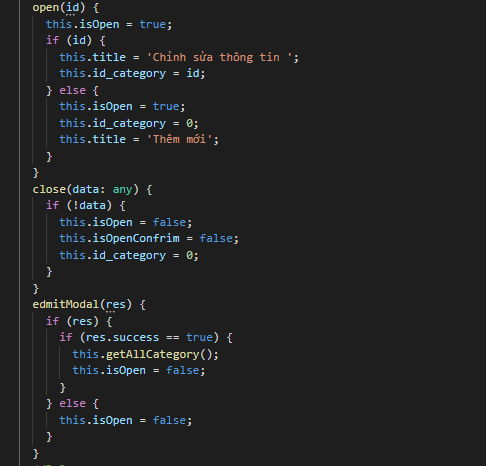 open(id) {
this.isOpen = true;
if (id) {
this.title = 'Chỉnh sửa thông tin ';
this.id_category = id;
} else {
this.isOpen = true;
this.id_category = 0;
this.title = 'Thêm mới';
}
}
close(data: any) {
if (!data) {
this.isOpen = false;
this.isOpenConfrim = false;
this.id_category = 0;
}
}
edmitModal(res) {
if (res) {
if (res.success == true) {
this.getAllCategory();
this.isOpen = false;
}
} else {
this.isOpen = false;
}
}